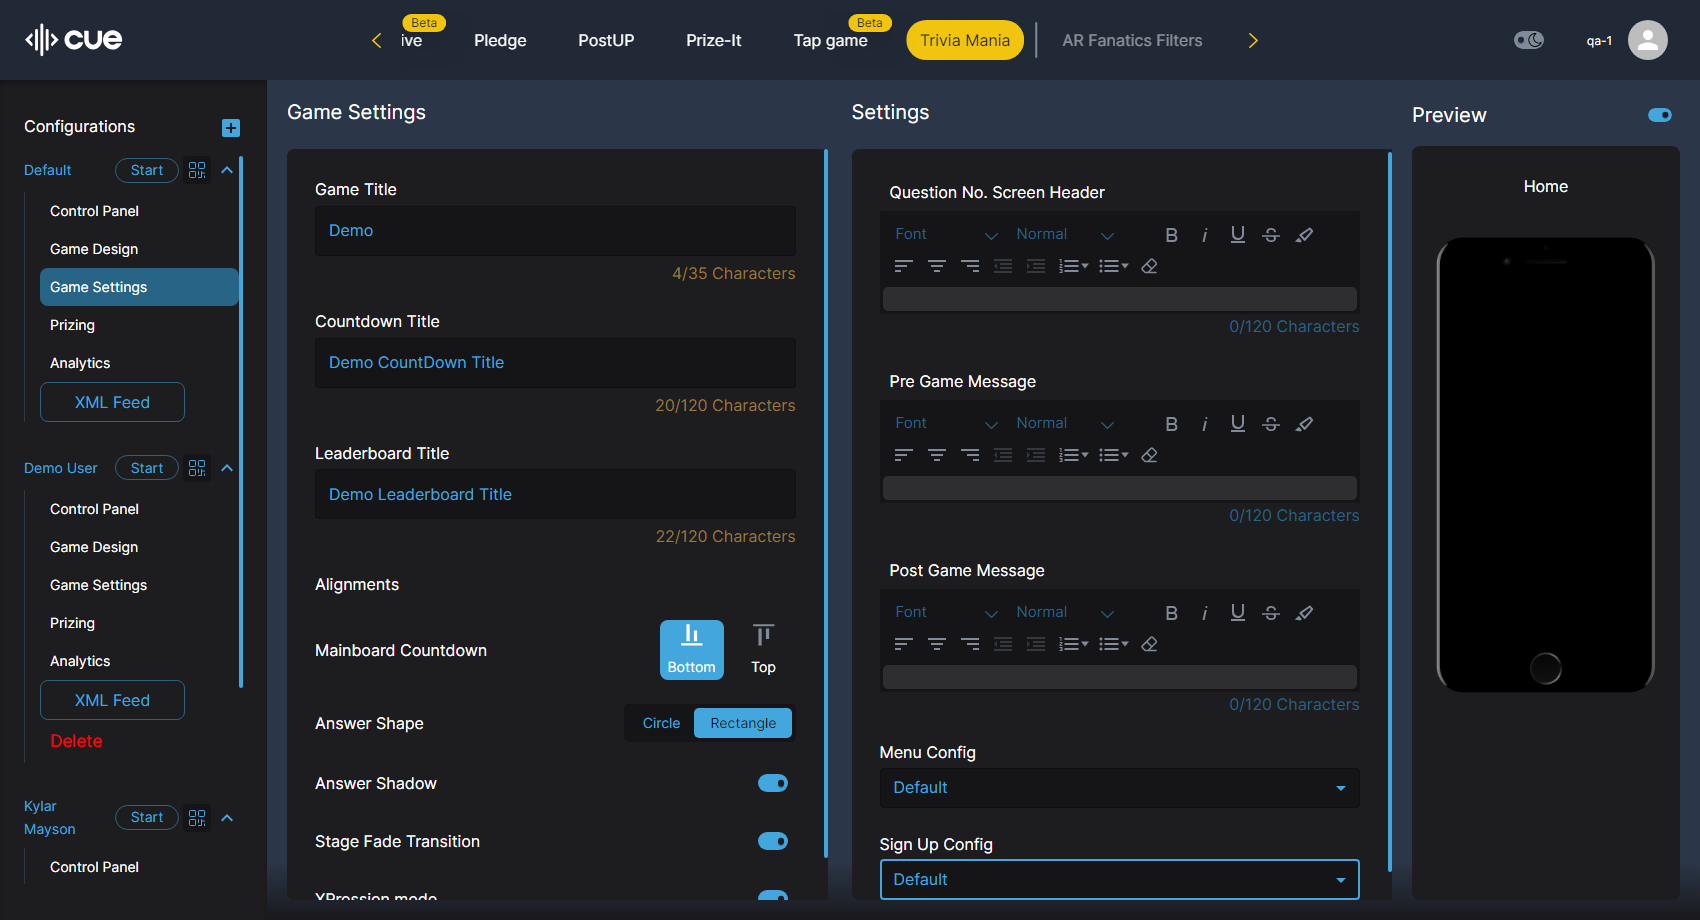 cue
Beta
ive
Pledge
PostUP
Prize-It
Tap game
Beta
Trivia Mania
AR Fanatics Filters
qa-1
Configurations
Default
Start
Control Panel
Game Design
Game Settings
Prizing
Analytics
XML Feed
Demo User
Start
Control Panel
Game Design
Game Settings
Prizing
Analytics
XML Feed
Delete
Kylar
Mayson
Start
Control Panel
Game Settings
Game Title
Demo
4/35 Characters
Countdown Title
Demo CountDown Title
20/120 Characters
Leaderboard Title
Demo Leaderboard Title
22/120 Characters
Alignments
Mainboard Countdown
Bottom
Top
Answer Shape
Circle
Rectangle
Answer Shadow
Stage Fade Transition
XPression mode
Settings
Question No. Screen Header
Font
Normal
B i U S
0/120 Characters
Pre Game Message
Font
Normal
B i U S
0/120 Characters
Post Game Message
Font
Normal
B i U S
0/120 Characters
Menu Config
Default
Sign Up Config
Default
Preview
Home